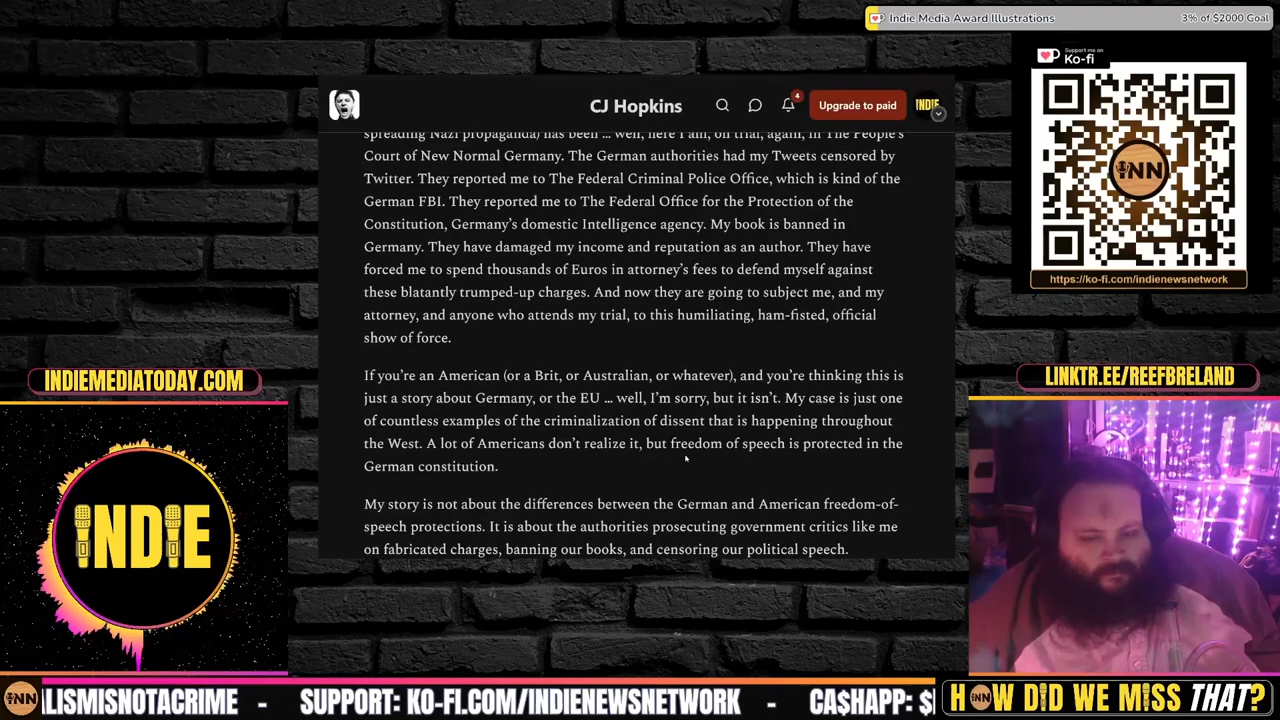 Indie Media Award Illustrations
3% of $2000 Goal
Support me on
Ko-fi
iNN
https://ko-fi.com/indienewsnetwork
CJ Hopkins
4
Upgrade to paid
INDIE
spreading Nazi propaganda) has been … well, here I am, on trial, again, in The People's
Court of New Normal Germany. The German authorities had my Tweets censored by
Twitter. They reported me to The Federal Criminal Police Office, which is kind of the
German FBI. They reported me to The Federal Office for the Protection of the
Constitution, Germany's domestic Intelligence agency. My book is banned in
Germany. They have damaged my income and reputation as an author. They have
forced me to spend thousands of Euros in attorney's fees to defend myself against
these blatantly trumped-up charges. And now they are going to subject me, and my
attorney, and anyone who attends my trial, to this humiliating, ham-fisted, official
show of force.
If you're an American (or a Brit, or Australian, or whatever), and you're thinking this is
just a story about Germany, or the EU … well, I'm sorry, but it isn't. My case is just one
of countless examples of the criminalization of dissent that is happening throughout
the West. A lot of Americans don't realize it, but freedom of speech is protected in the
German constitution.
My story is not about the differences between the German and American freedom-of-
speech protections. It is about the authorities prosecuting government critics like me
on fabricated charges, banning our books, and censoring our political speech.
INDIEMEDIATODAY.COM
INDIE
LINKTR.EE/REEFBRELAND
iNN
LISMISNOTACRIME - SUPPORT: KO-FI.COM/INDIENEWSNETWORK - CA$HAPP: $
HOW DID WE MISS THAT?